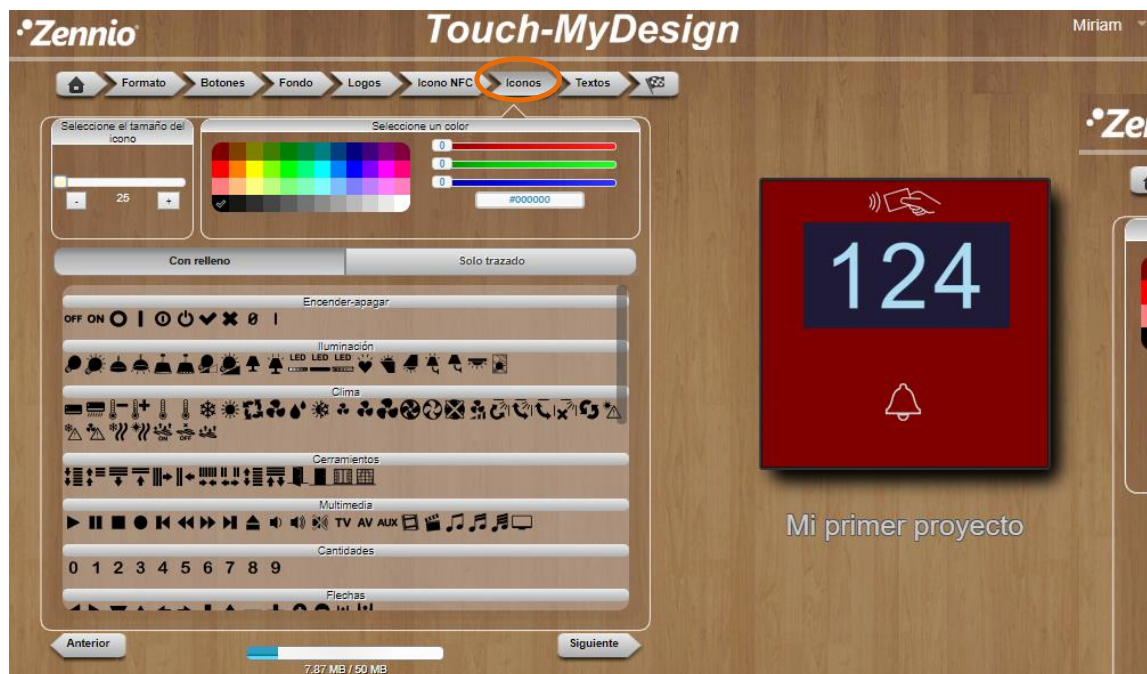 Zennio
Touch-MyDesign
Miriam
Formato
Botones
Fondo
Logos
Icono NFC
Iconos
Textos
Seleccione el tamaño del
icono
Seleccione un color
0
0
0
- 25 +
#000000
Con relleno
Solo trazado
Encender-apagar
OFF ON
Iluminación
LED LED LED
Clima
ON OFF
Cerramientos
Multimedia
TV AV AUX
Cantidades
0 1 2 3 4 5 6 7 8 9
Flechas
Anterior
Siguiente
7.87 MB / 50 MB
124
Mi primer proyecto
Ze